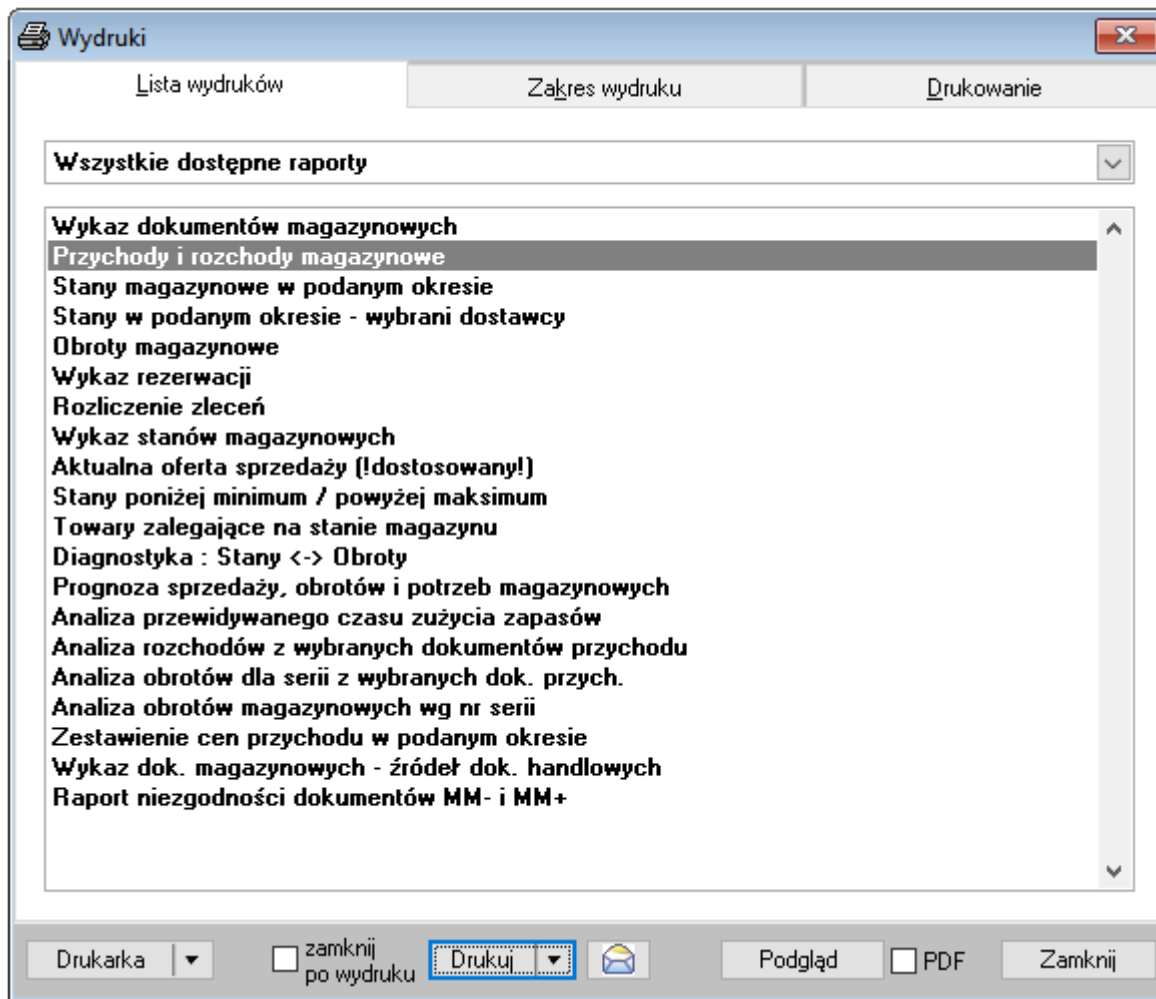 Wydruki
Lista wydruków
Zakres wydruku
Drukowanie
Wszystkie dostępne raporty
Wykaz dokumentów magazynowych
Przychody i rozchody magazynowe
Stany magazynowe w podanym okresie
Stany w podanym okresie - wybrani dostawcy
Obroty magazynowe
Wykaz rezerwacji
Rozliczenie zleceń
Wykaz stanów magazynowych
Aktualna oferta sprzedaży (!dostosowany!)
Stany poniżej minimum / powyżej maksimum
Towary zalegające na stanie magazynu
Diagnostyka : Stany <-> Obroty
Prognoza sprzedaży, obrotów i potrzeb magazynowych
Analiza przewidywanego czasu zużycia zapasów
Analiza rozchodów z wybranych dokumentów przychodu
Analiza obrotów dla serii z wybranych dok. przych.
Analiza obrotów magazynowych wg nr serii
Zestawienie cen przychodu w podanym okresie
Wykaz dok. magazynowych - źródeł dok. handlowych
Raport niezgodności dokumentów MM- i MM+
Drukarka
zamknij
po wydruku
Drukuj
Podgląd
PDF
Zamknij